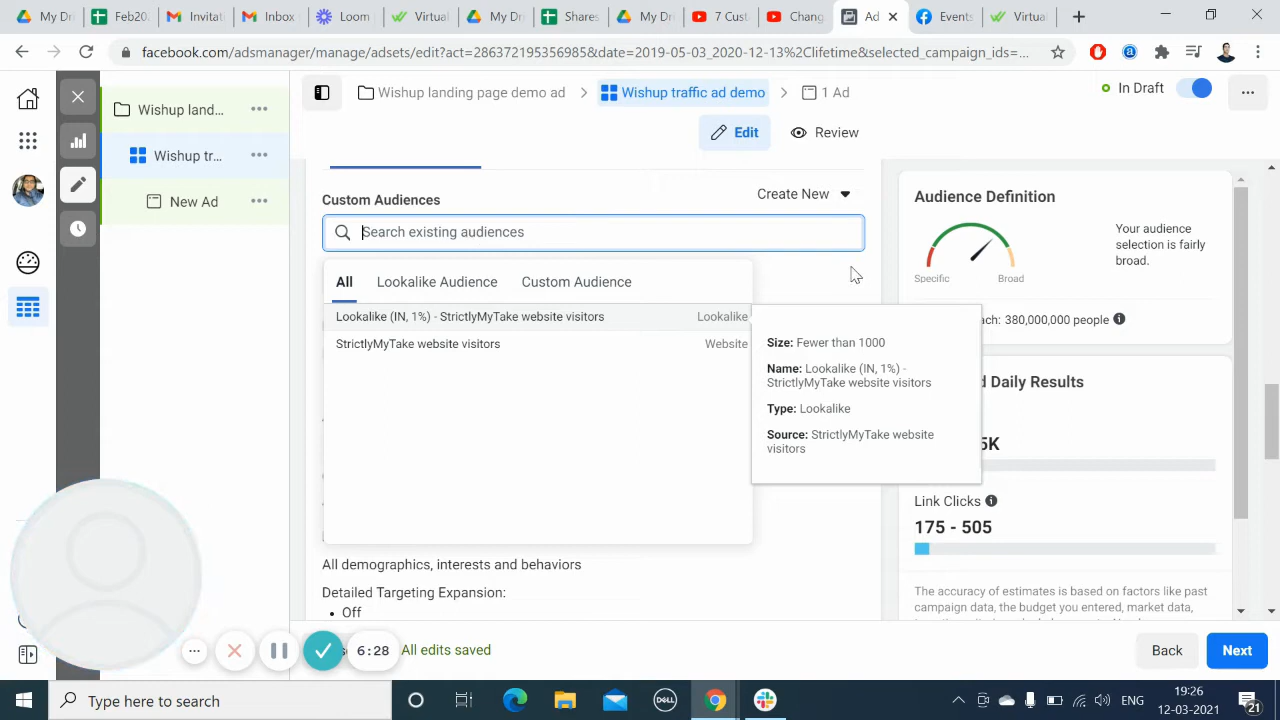 My Dr
Feb2
Invitati
Inbox
Loom
Virtual
My Dr
Shares
My Dr
7 Cust
Chang
Ad
Events
Virtua
facebook.com/adsmanager/manage/adsets/edit?act=286372195356985&date=2019-05-03_2020-12-13%2Clifetime&selected_campaign_ids=...
Wishup land...
Wishup tr...
New Ad
Wishup landing page demo ad > Wishup traffic ad demo > 1 Ad
In Draft
Edit
Review
Custom Audiences
Create New
Search existing audiences
All
Lookalike Audience
Custom Audience
Lookalike (IN, 1%) - StrictlyMyTake website visitors
Lookalike
StrictlyMyTake website visitors
Website
Size: Fewer than 1000
Name: Lookalike (IN, 1%) -
StrictlyMyTake website visitors
Type: Lookalike
Source: StrictlyMyTake website
visitors
All demographics, interests and behaviors
Detailed Targeting Expansion:
• Off
Audience Definition
Your audience
selection is fairly
broad.
Specific
Broad
ach: 380,000,000 people
d Daily Results
5K
Link Clicks
175 - 505
The accuracy of estimates is based on factors like past
campaign data, the budget you entered, market data,
6:28
All edits saved
Back
Next
Type here to search
DELL
ENG
19:26
12-03-2021
21